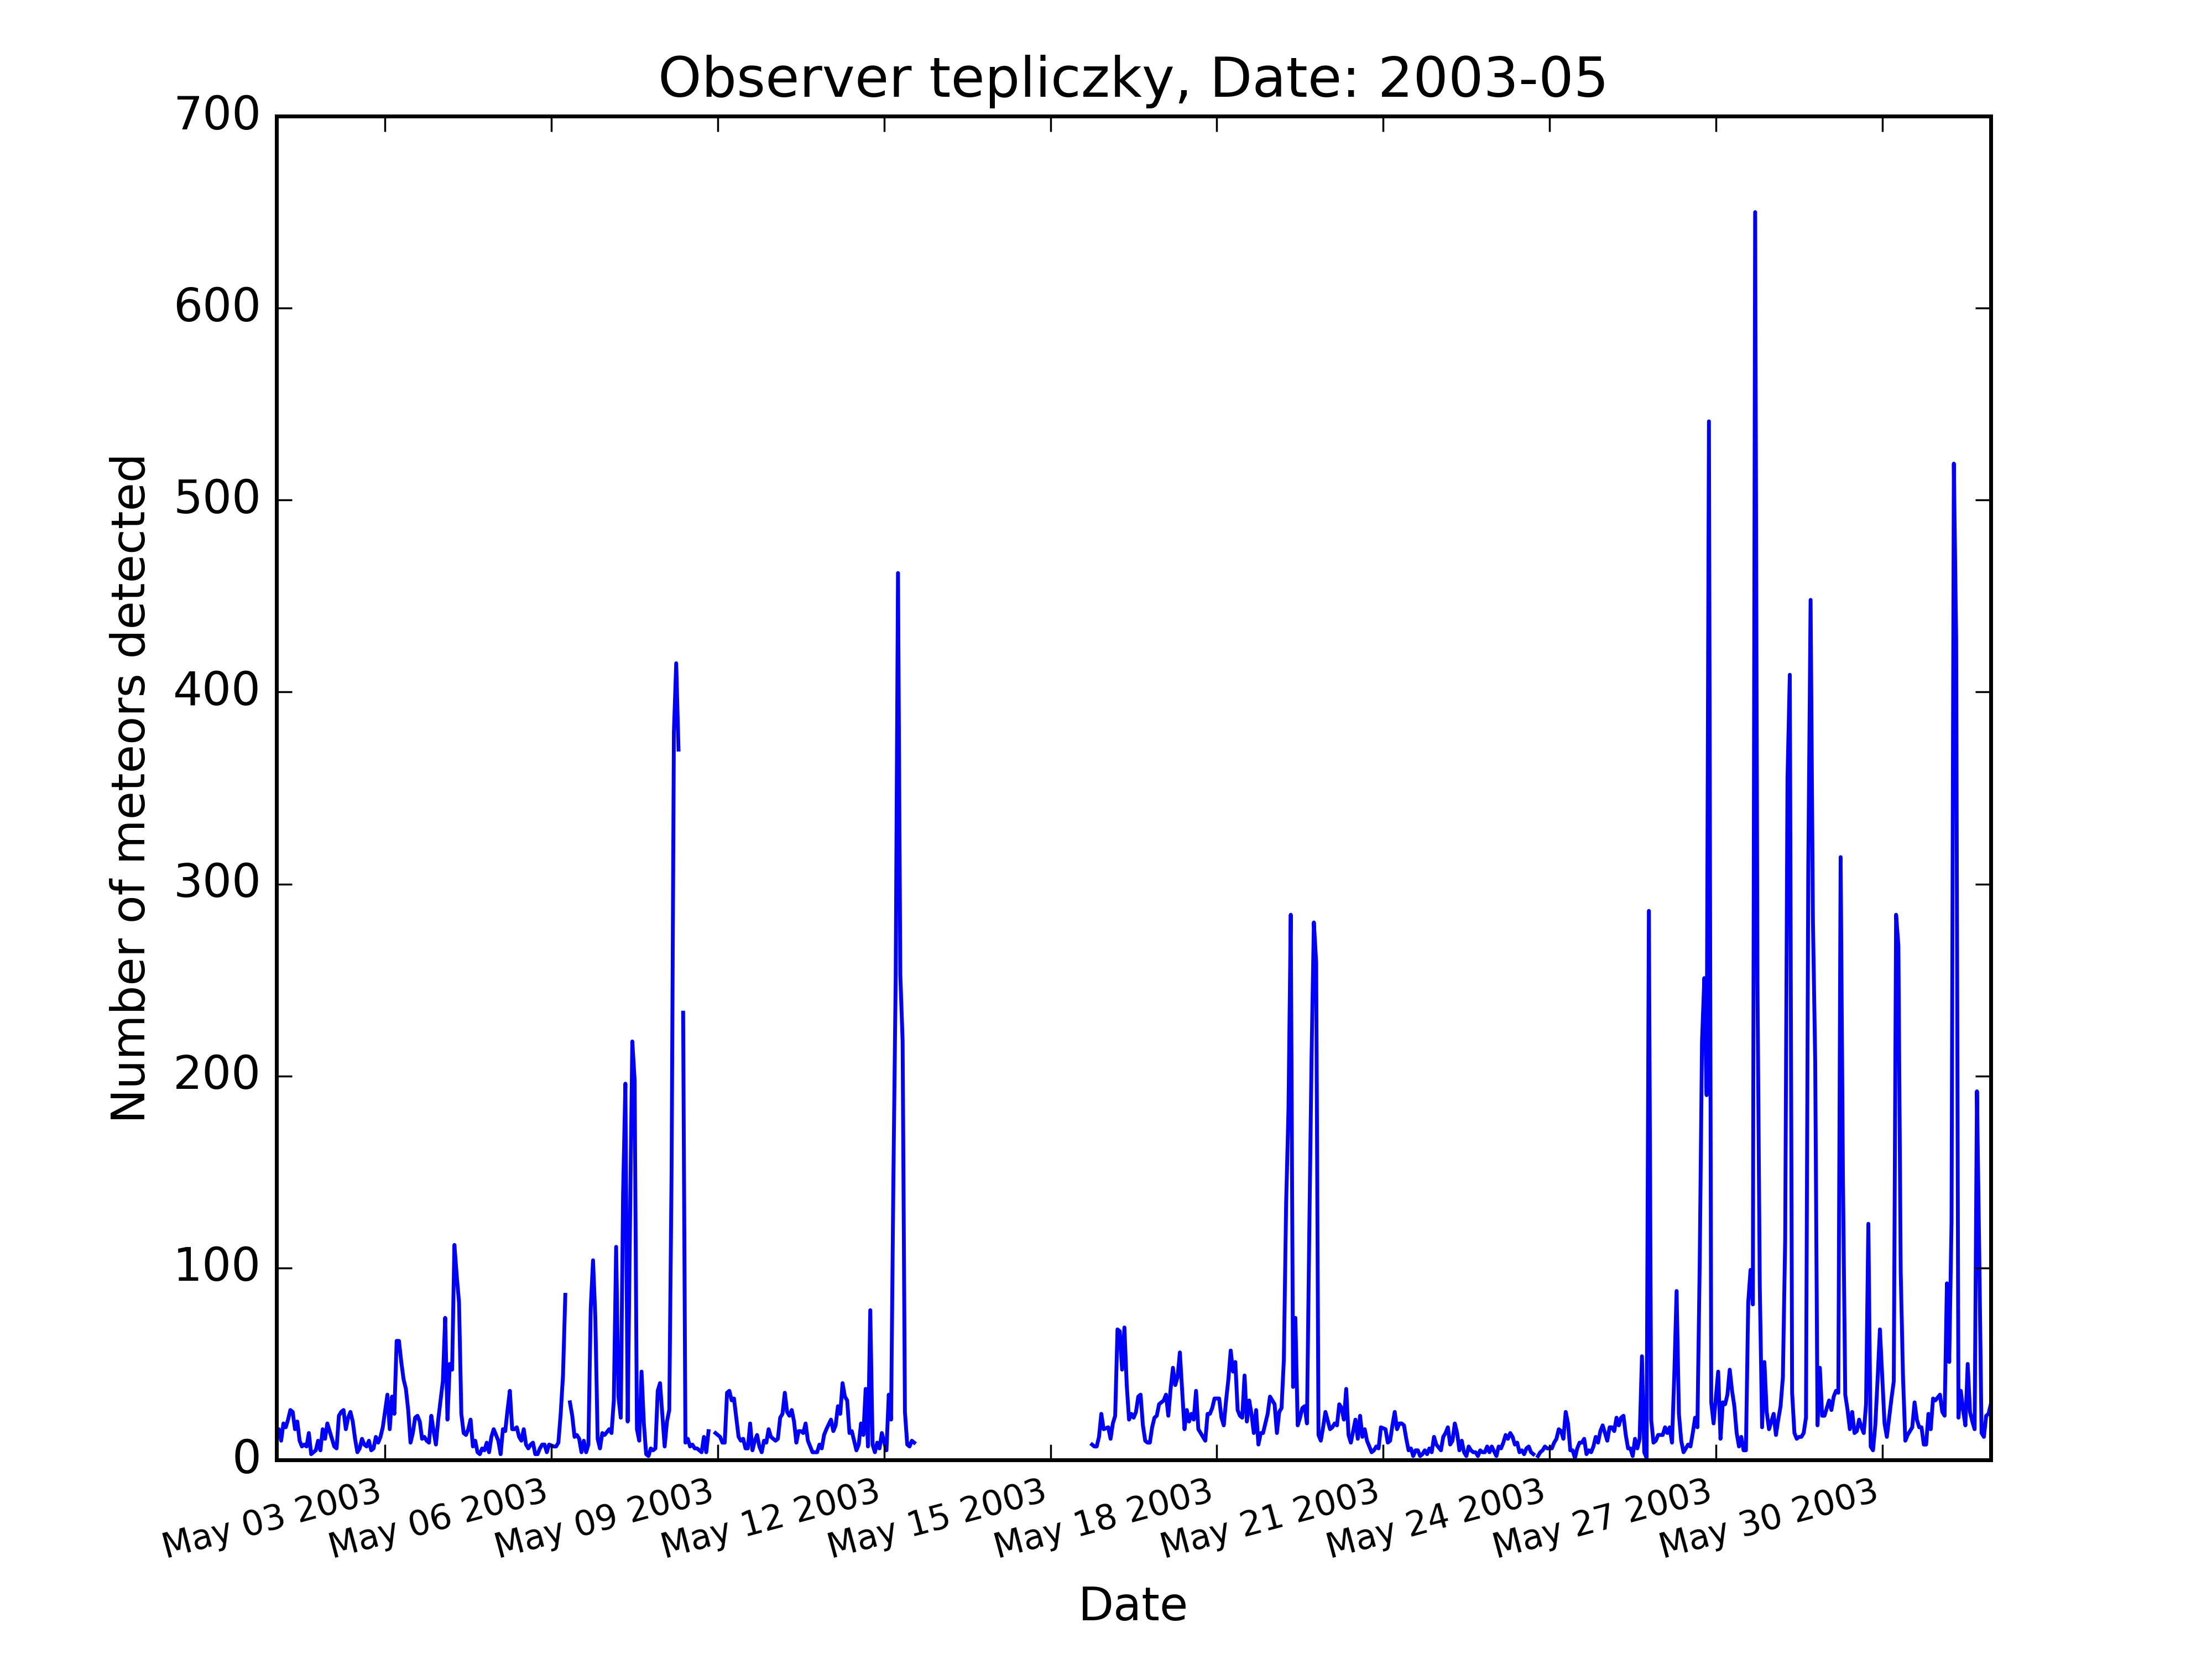 Observer tepliczky, Date: 2003-05
700
600
500
400
300
200
100
0
Number of meteors detected
May 03 2003
May 06 2003
May 09 2003
May 12 2003
May 15 2003
May 18 2003
May 21 2003
May 24 2003
May 27 2003
May 30 2003
Date